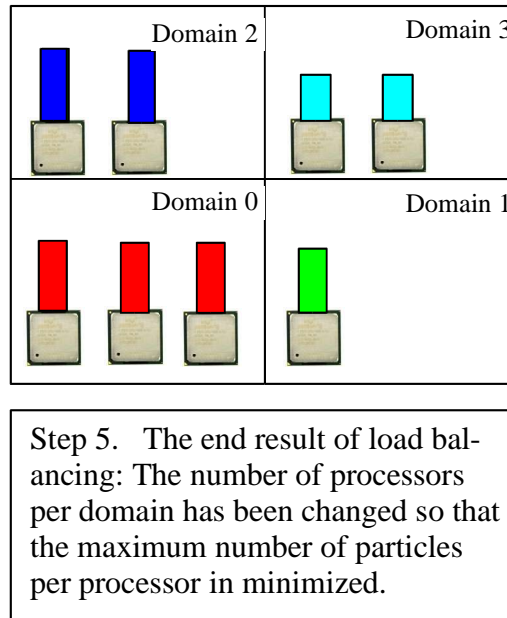 Domain 2
Domain 3
Domain 0
Domain 1
Step 5. The end result of load bal-
ancing: The number of processors
per domain has been changed so that
the maximum number of particles
per processor in minimized.